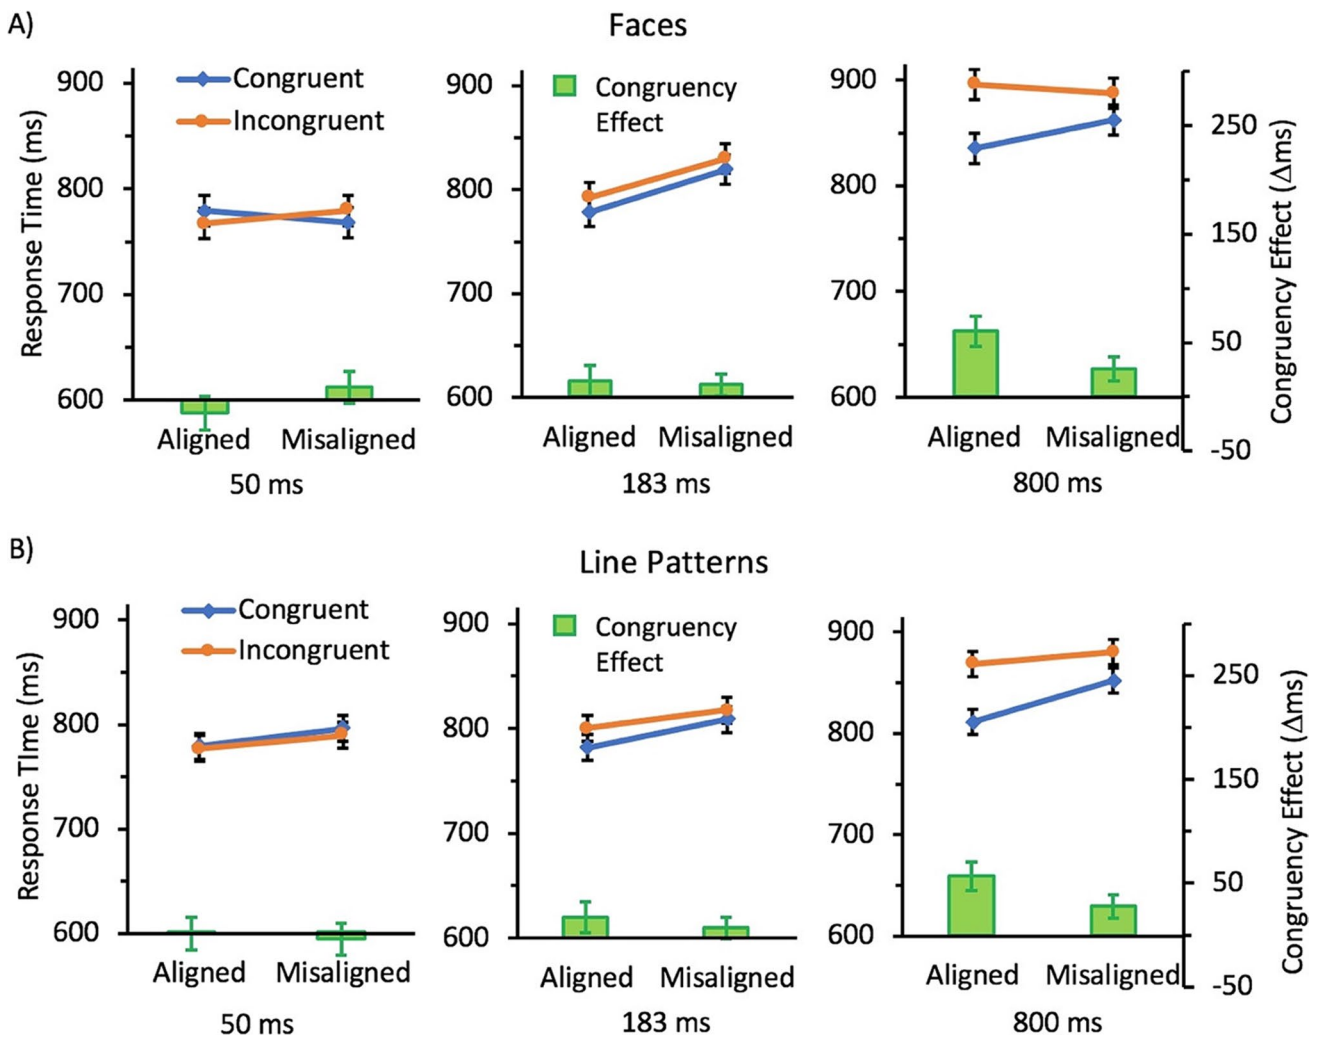 A)
Faces
900
800
700
600
Response Time (ms)
Congruent
Incongruent
Aligned Misaligned
50 ms
900
800
700
600
Congruency
Effect
Aligned Misaligned
183 ms
900
800
700
600
Aligned Misaligned
800 ms
250
150
50
-50
Congruency Effect (Δms)
B)
Line Patterns
900
800
700
600
Response TIme (ms)
Congruent
Incongruent
Aligned Misaligned
50 ms
900
800
700
600
Congruency
Effect
Aligned Misaligned
183 ms
900
800
700
600
Aligned Misaligned
800 ms
250
150
50
-50
Congruency Effect (Δms)